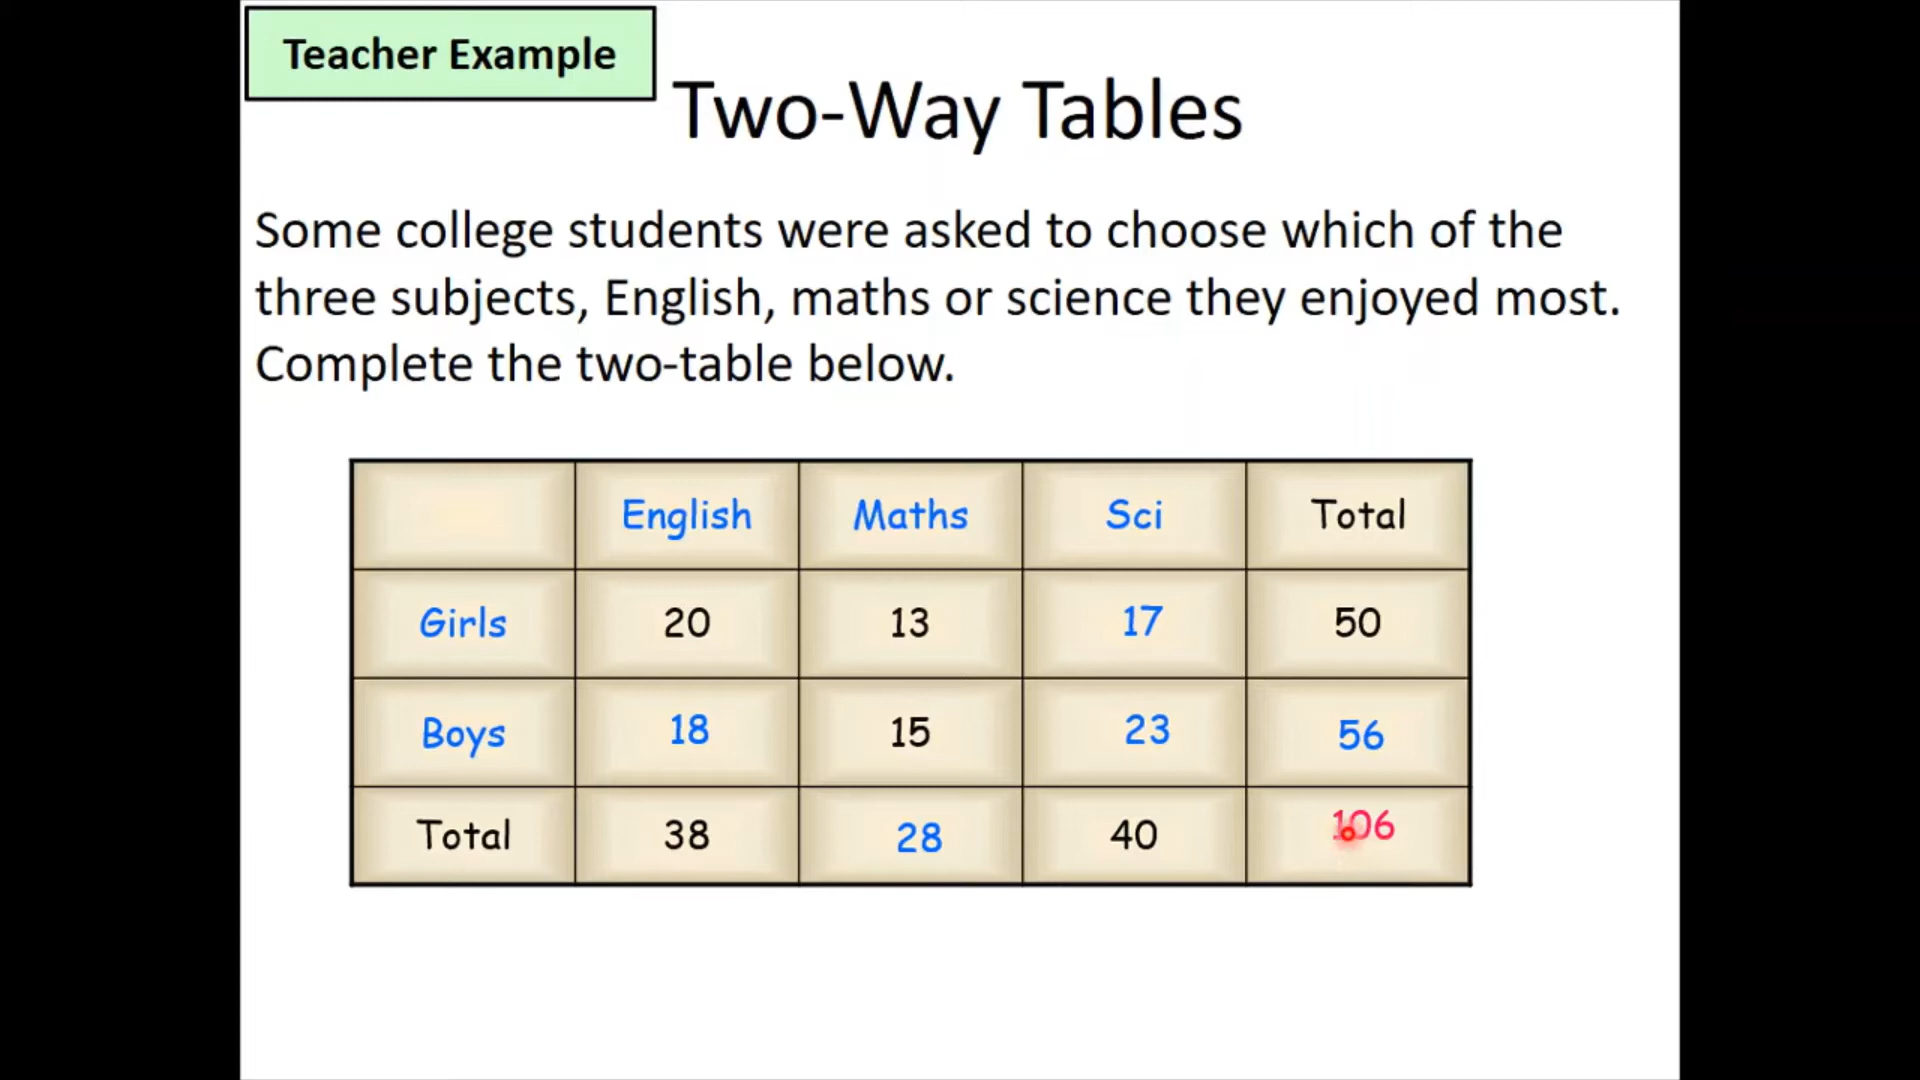 Teacher Example
Two-Way Tables
Some college students were asked to choose which of the
three subjects, English, maths or science they enjoyed most.
Complete the two-table below.
English Maths Sci Total
Girls 20 13 17 50
Boys 18 15 23 56
Total 38 28 40 106